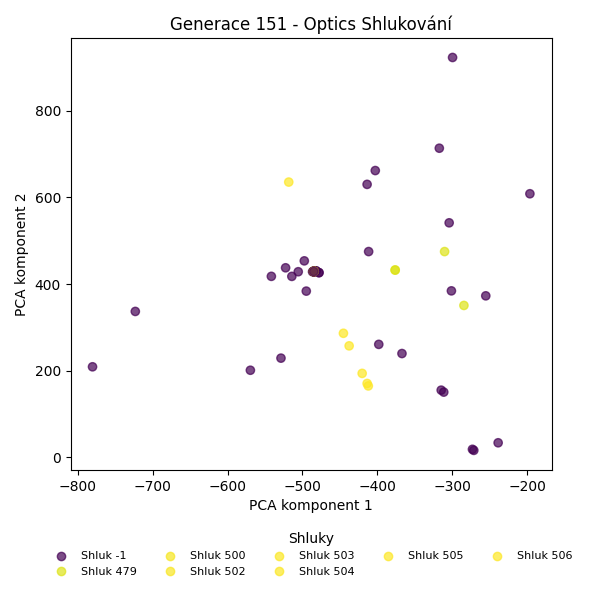 Generace 151 - Optics Shlukování
PCA komponent 2
800
600
400
200
0
−800 −700 −600 −500 −400 −300 −200
PCA komponent 1
Shluky
Shluk -1 Shluk 500 Shluk 503 Shluk 505 Shluk 506
Shluk 479 Shluk 502 Shluk 504